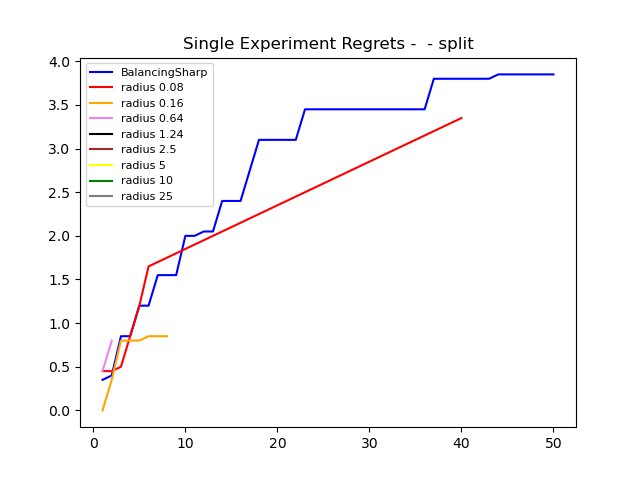 Single Experiment Regrets -  - split
4.0
3.5
3.0
2.5
2.0
1.5
1.0
0.5
0.0
BalancingSharp
radius 0.08
radius 0.16
radius 0.64
radius 1.24
radius 2.5
radius 5
radius 10
radius 25
0 10 20 30 40 50